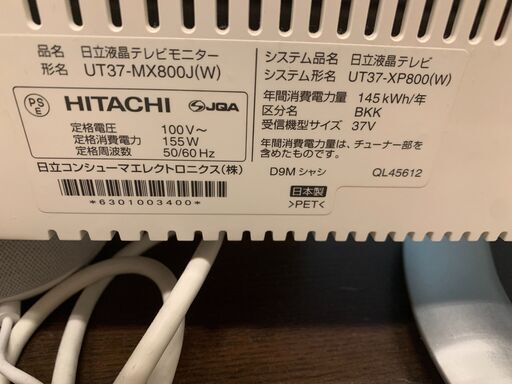 品名 日立液晶テレビモニター
形名 UT37-MX800J(W)
PS
E
HITACHI JQA
定格電圧 100V～
定格消費電力 155W
定格周波数 50/60Hz
日立コンシューマエレクトロニクス(株)
*6301003400*
システム品名 日立液晶テレビ
システム形名 UT37-XP800(W)
年間消費電力量 145kWh/年
区分名 BKK
受信機型サイズ 37V
年間消費電力量は、チューナー部を
含めたものです。
D9M シャシ QL45612
日本製
>PET<